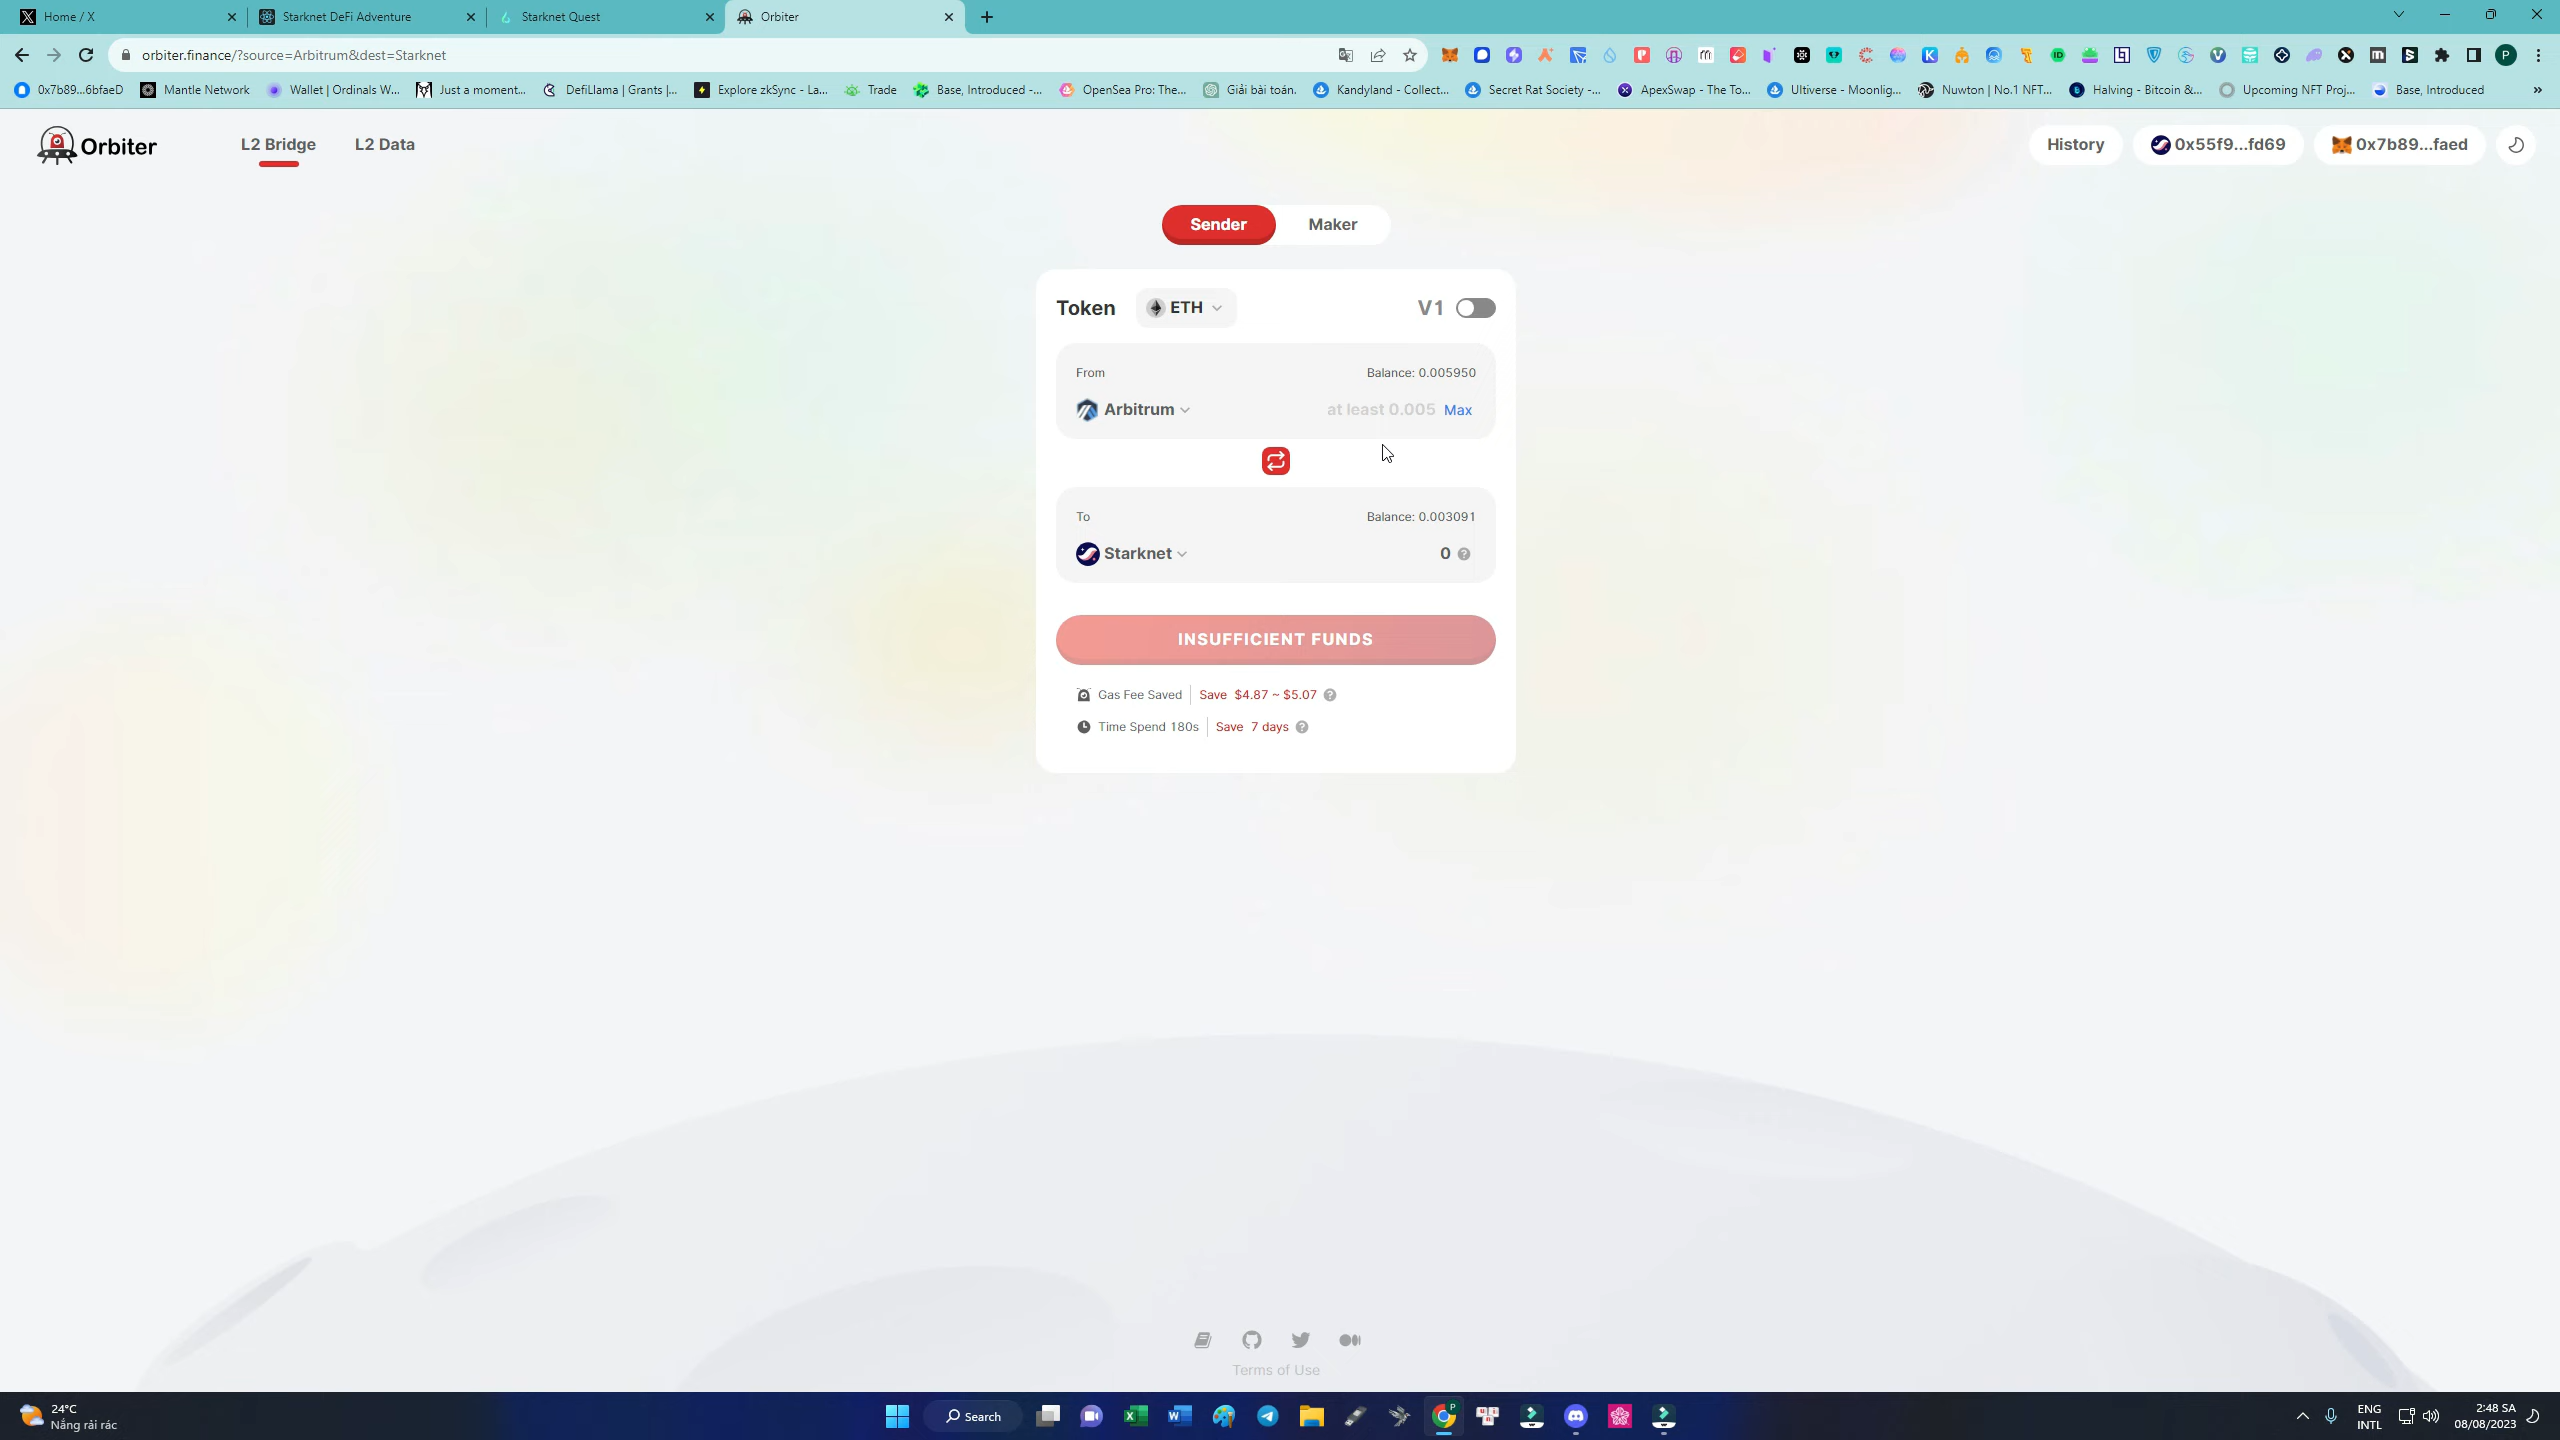 Home / X
Starknet DeFi Adventure
Starknet Quest
Orbiter
orbiter.finance/?source=Arbitrum&dest=Starknet
0x7b89...6bfaeD
Mantle Network
Wallet | Ordinals W...
Just a moment...
DefiLlama | Grants |...
Explore zkSync - La...
Trade
Base, Introduced -...
OpenSea Pro: The...
Giải bài toán.
Kandyland - Collect...
Secret Rat Society -...
ApexSwap - The To...
Ultiverse - Moonlig...
Nuwton | No.1 NFT...
Halving - Bitcoin &...
Upcoming NFT Proj...
Base, Introduced
Orbiter
L2 Bridge
L2 Data
History
0x55f9...fd69
0x7b89...faed
Sender
Maker
Token
ETH
V1
From
Balance: 0.005950
Arbitrum
at least 0.005
Max
To
Balance: 0.003091
Starknet
0
INSUFFICIENT FUNDS
Gas Fee Saved
Save $4.87 ~ $5.07
Time Spend 180s
Save 7 days
Terms of Use
24°C
Nắng rải rác
Search
ENG
INTL
2:48 SA
08/08/2023